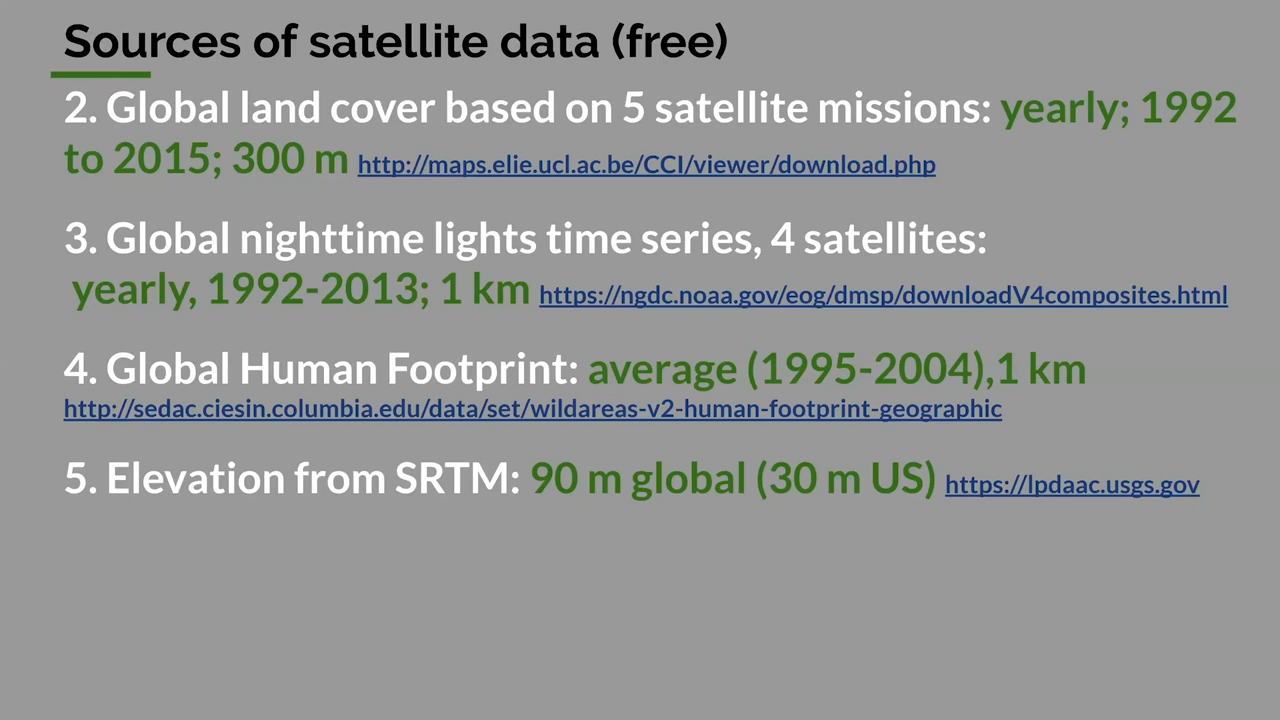 Sources of satellite data (free)
2. Global land cover based on 5 satellite missions: yearly; 1992
to 2015; 300 m http://maps.elie.ucl.ac.be/CCI/viewer/download.php
3. Global nighttime lights time series, 4 satellites:
yearly, 1992-2013; 1 km https://ngdc.noaa.gov/eog/dmsp/downloadV4composites.html
4. Global Human Footprint: average (1995-2004),1 km
http://sedac.ciesin.columbia.edu/data/set/wildareas-v2-human-footprint-geographic
5. Elevation from SRTM: 90 m global (30 m US) https://lpdaac.usgs.gov